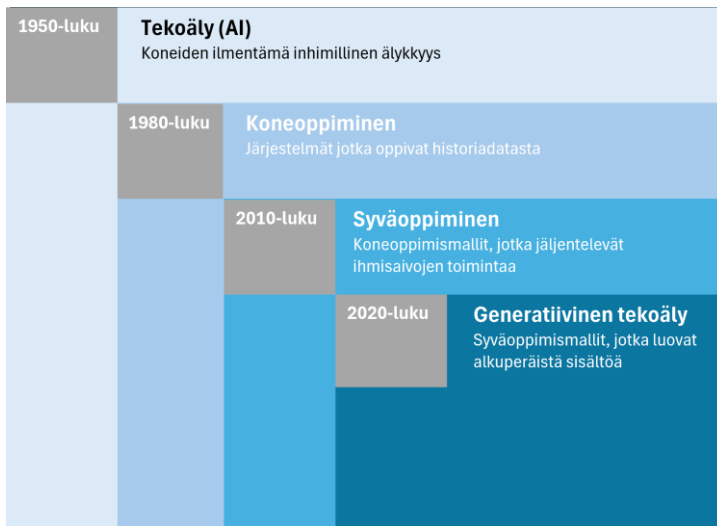 1950-luku
Tekoäly (AI)
Koneiden ilmentämä inhimillinen älykkyys
1980-luku
Koneoppiminen
Järjestelmät jotka oppivat historiadatasta
2010-luku
Syväoppiminen
Koneoppimismallit, jotka jäljentelevät
ihmisaivojen toimintaa
2020-luku
Generatiivinen tekoäly
Syväoppimismallit, jotka luovat
alkuperäistä sisältöä